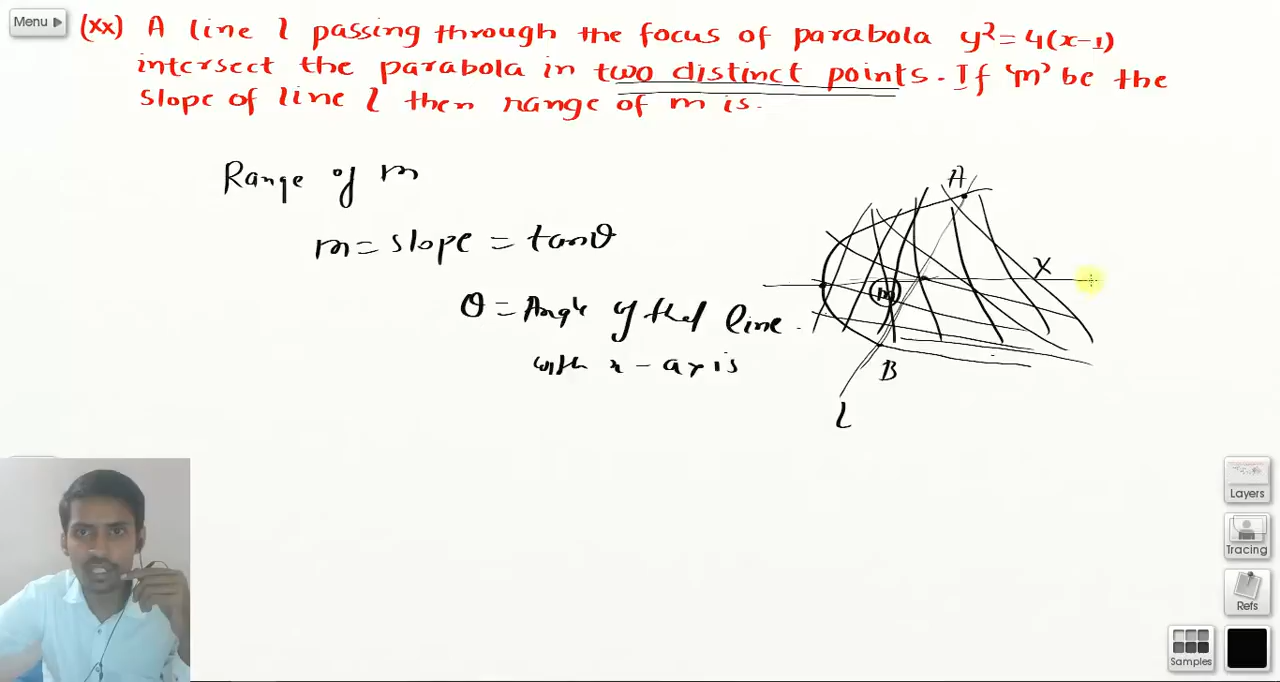 Menu
(xx) A line l passing through the focus of parabola y²=4(x-1)
intersect the parabola in two distinct points. If 'm' be the
slope of line l then range of m is.
Range of m
m = slope = tanθ
θ = Angle of the line.
with x-axis
A
X
m
B
l
Layers
Tracing
Refs
Samples